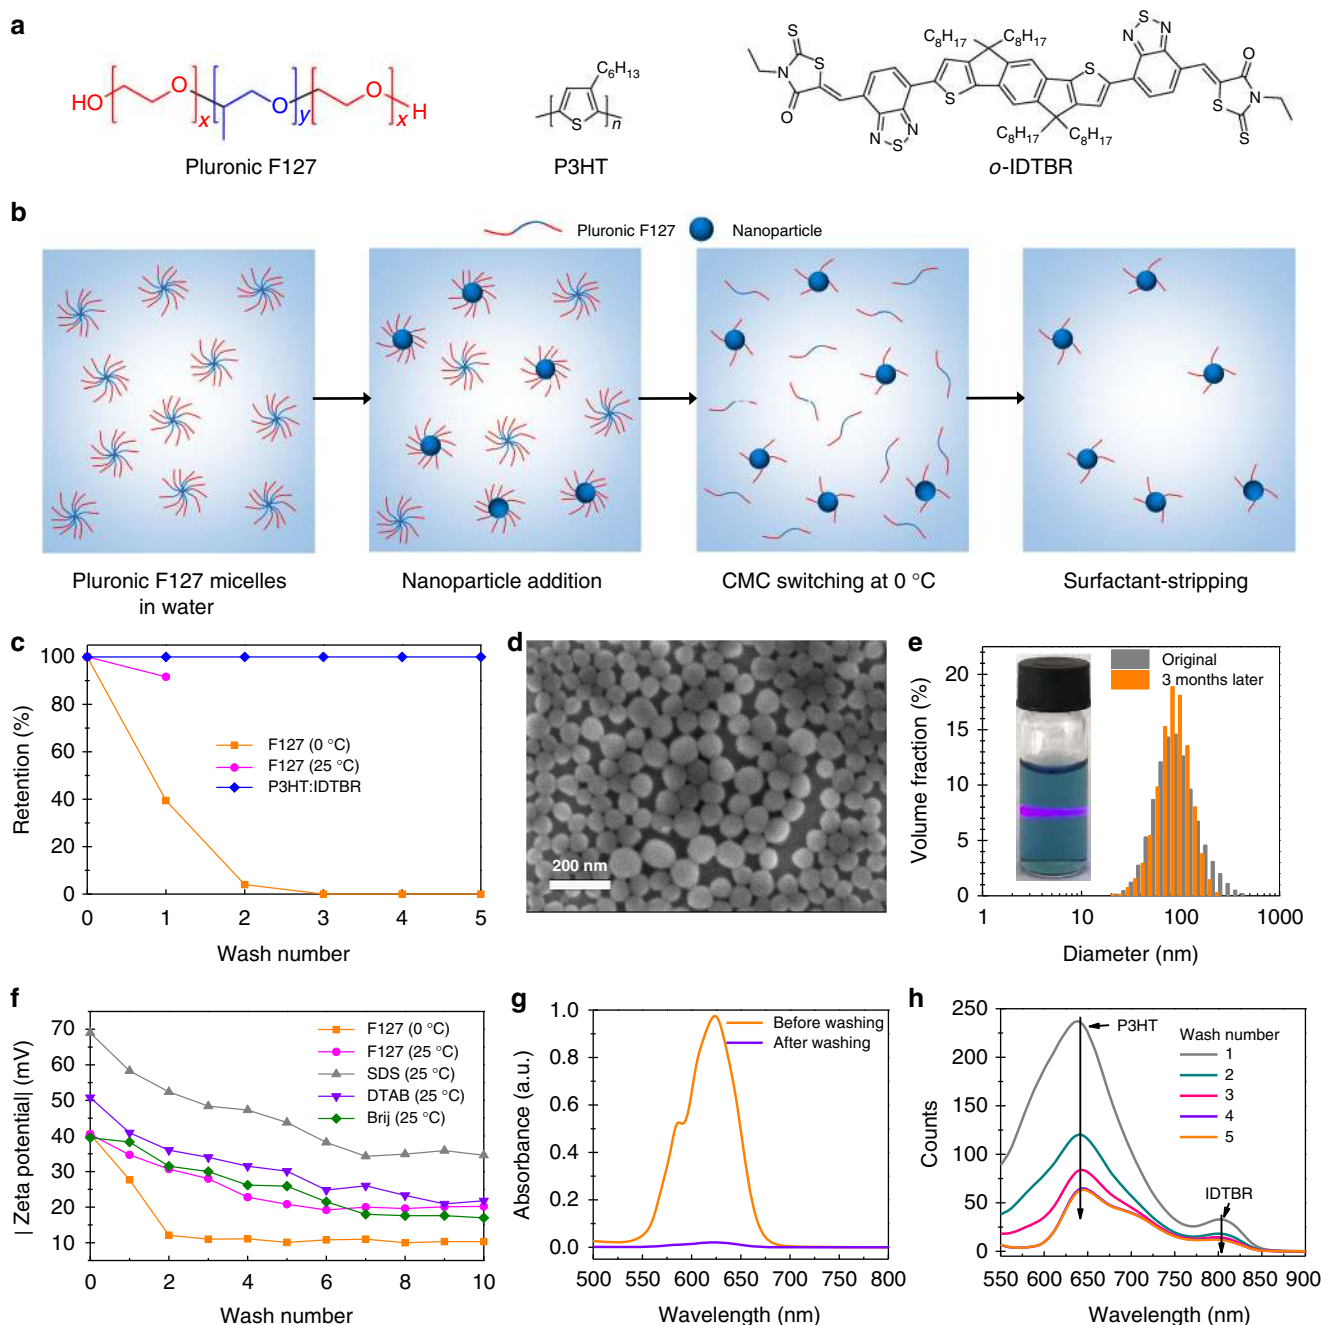 a
HO
O
x
O
y
O
x
H
Pluronic F127
C6H13
S
n
P3HT
S
N
S
O
N
S
N
S
C8H17
C8H17
C8H17
C8H17
S
N
S
N
O
N
S
S
o-IDTBR
b
Pluronic F127
Nanoparticle
Pluronic F127 micelles
in water
Nanoparticle addition
CMC switching at 0 °C
Surfactant-stripping
c
Retention (%)
100
80
60
40
20
0
F127 (0 °C)
F127 (25 °C)
P3HT:IDTBR
0 1 2 3 4 5
Wash number
d
200 nm
e
Volume fraction (%)
20
15
10
5
0
Original
3 months later
1 10 100 1000
Diameter (nm)
f
| Zeta potential| (mV)
70
60
50
40
30
20
10
F127 (0 °C)
F127 (25 °C)
SDS (25 °C)
DTAB (25 °C)
Brij (25 °C)
0 2 4 6 8 10
Wash number
g
Absorbance (a.u.)
1.0
0.8
0.6
0.4
0.2
0.0
Before washing
After washing
500 550 600 650 700 750 800
Wavelength (nm)
h
Counts
250
200
150
100
50
0
P3HT
Wash number
1
2
3
4
5
IDTBR
550 600 650 700 750 800 850 900
Wavelength (nm)